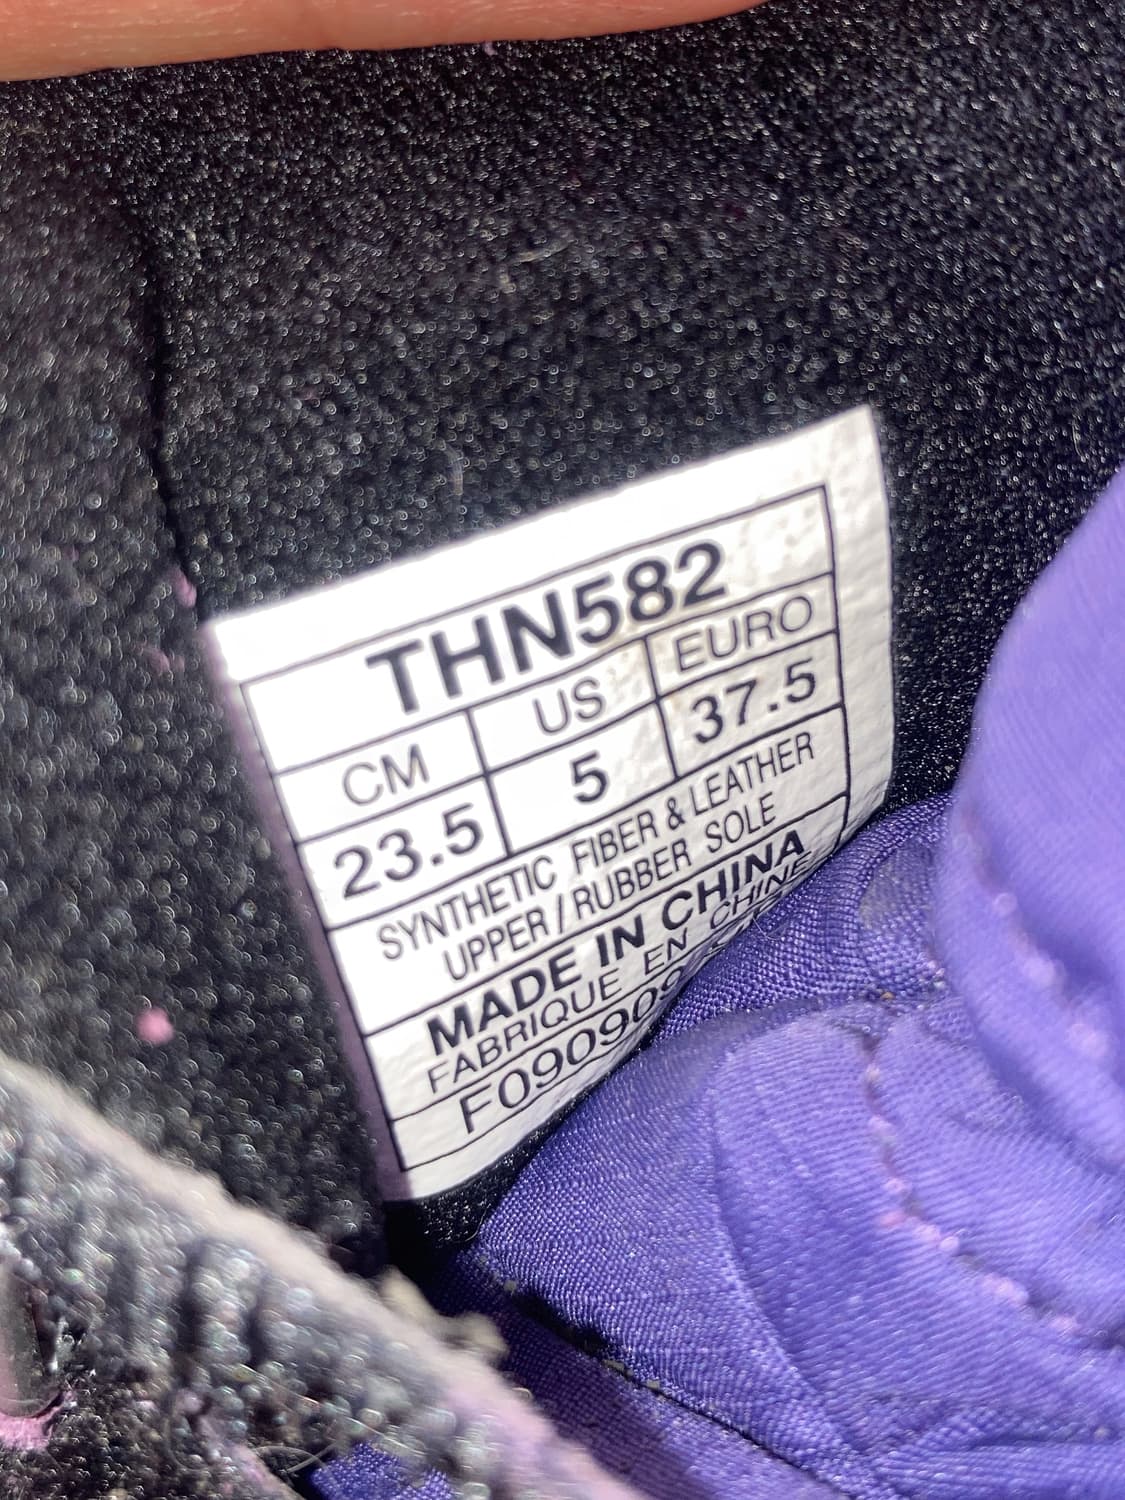 THN582
CM US EURO
23.5 5 37.5
SYNTHETIC FIBER & LEATHER
UPPER / RUBBER SOLE
MADE IN CHINA
FABRIQUE EN CHINE